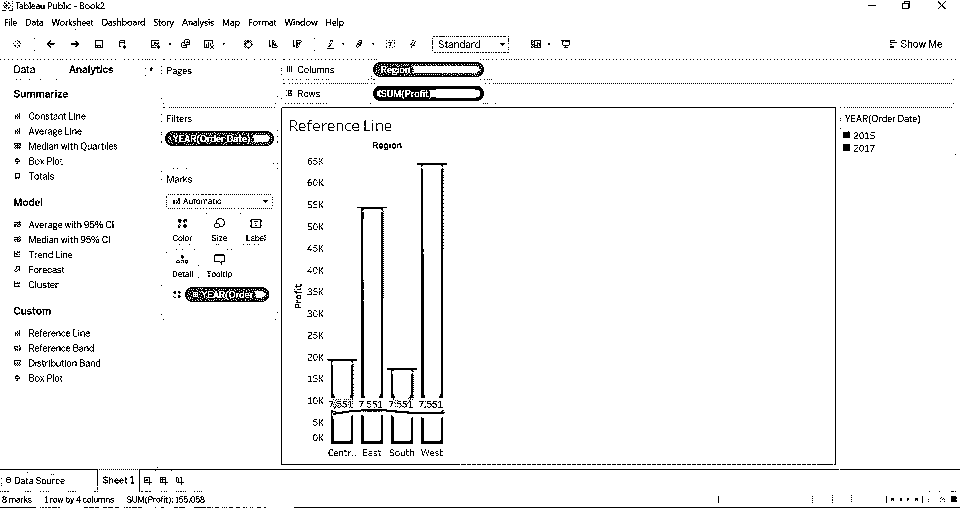 Tableau Public - Book2
File Data Worksheet Dashboard Story Analysis Map Format Window Help
Standard
Show Me
Data Analytics
Pages
Columns Region
Rows SUM(Profit)
Summarize
Constant Line
Average Line
Median with Quartiles
Box Plot
Totals
Model
Average with 95% CI
Median with 95% CI
Trend Line
Forecast
Cluster
Custom
Reference Line
Reference Band
Distribution Band
Box Plot
Filters
YEAR(Order Date)
Marks
Automatic
Color Size Label
Detail Tooltip
YEAR(Order
Reference Line
Region
65K
60K
55K
50K
45K
40K
35K
30K
25K
20K
15K
10K
5K
0K
Profit
7,551 7,551 7,551 7,551
Centr.. East South West
YEAR(Order Date)
2015
2017
Data Source Sheet 1
8 marks 1 row by 4 columns SUM(Profit): 155,058